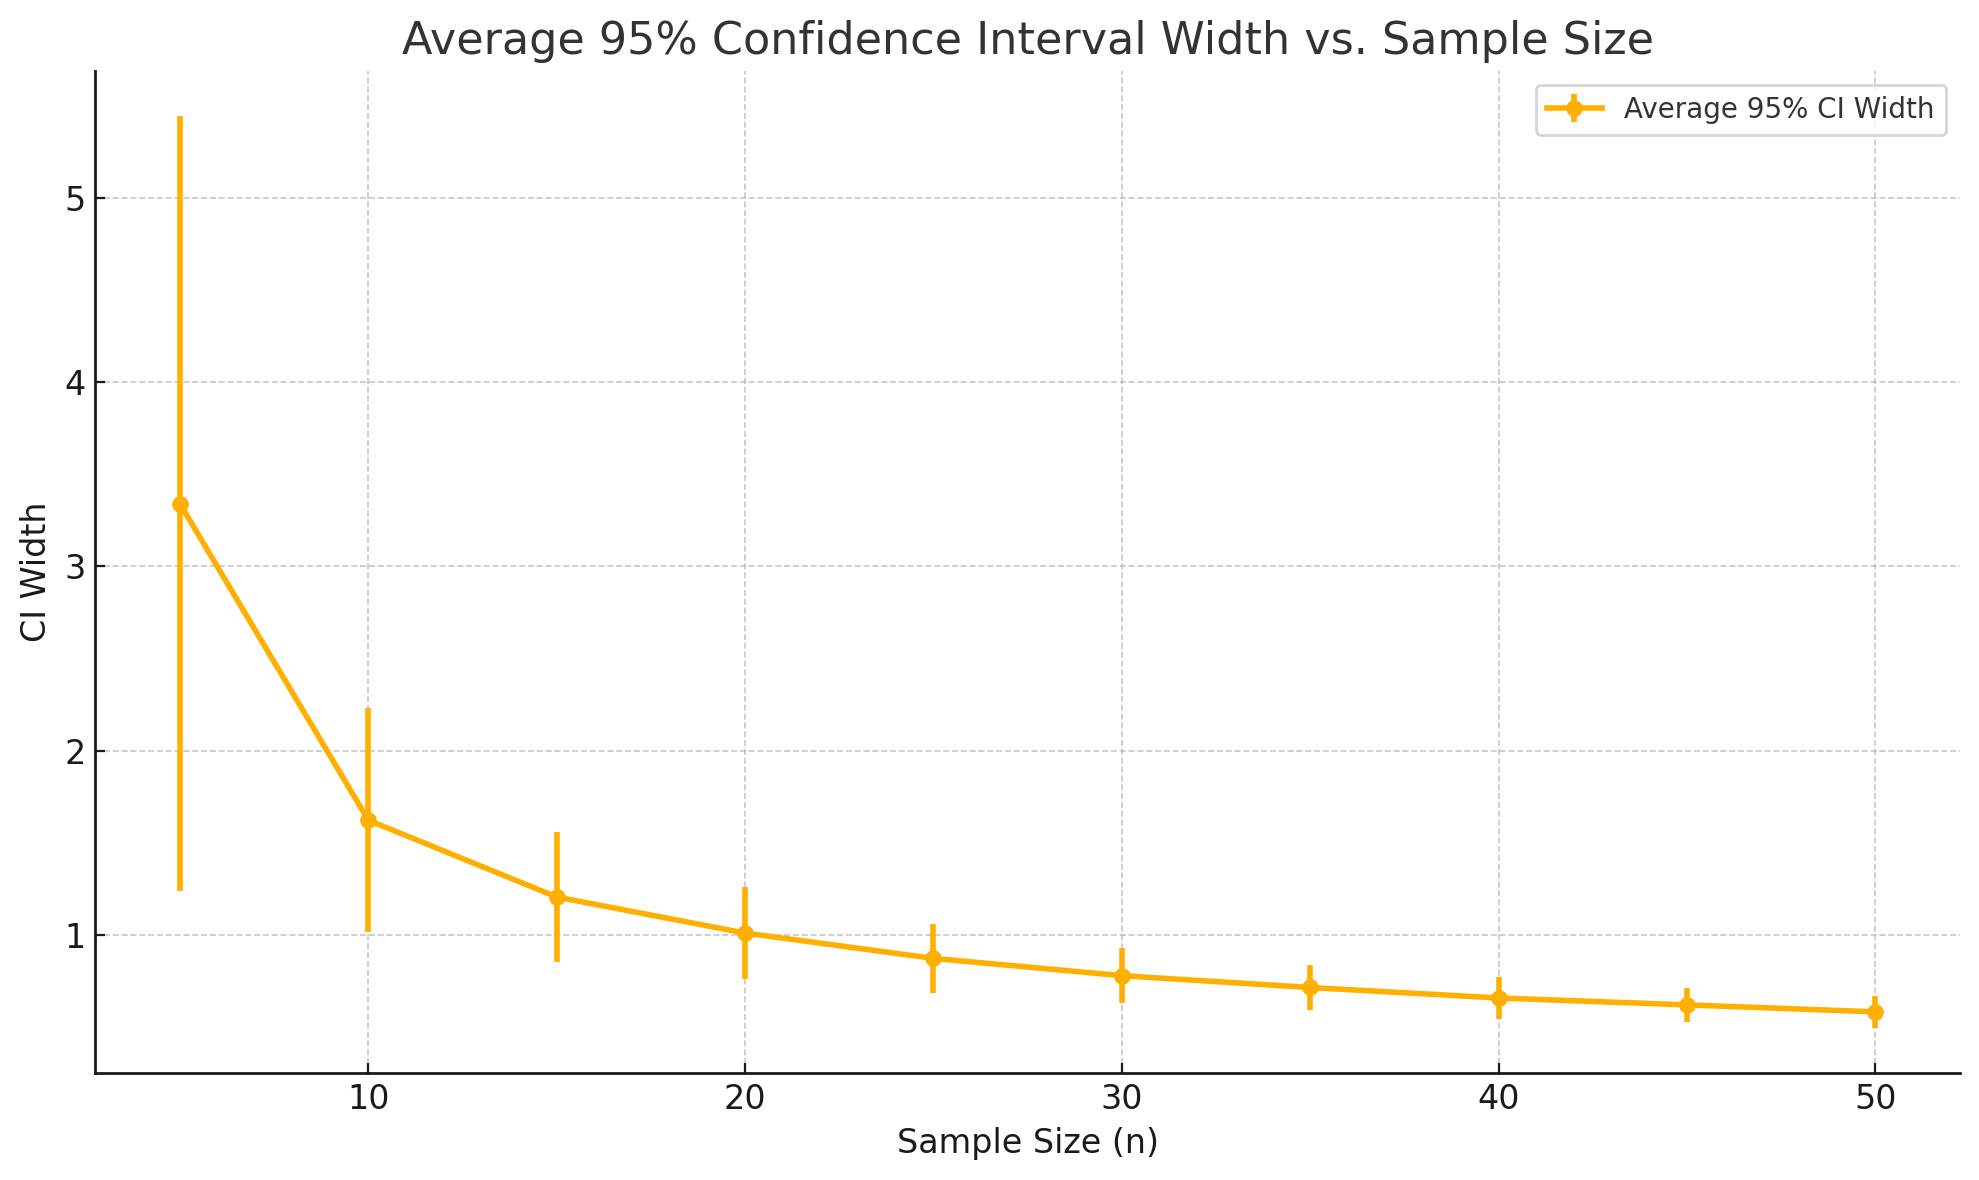 Average 95% Confidence Interval Width vs. Sample Size
Average 95% CI Width
CI Width
5
4
3
2
1
10 20 30 40 50
Sample Size (n)